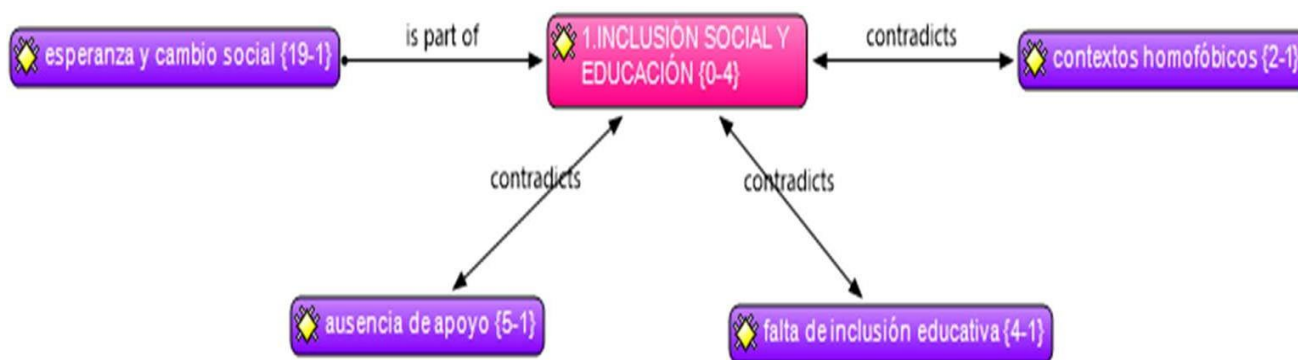 esperanza y cambio social {19-1}
is part of
1.INCLUSIÓN SOCIAL Y
EDUCACIÓN {0-4}
contradicts
contextos homofóbicos {2-1}
contradicts
contradicts
ausencia de apoyo {5-1}
falta de inclusión educativa {4-1}